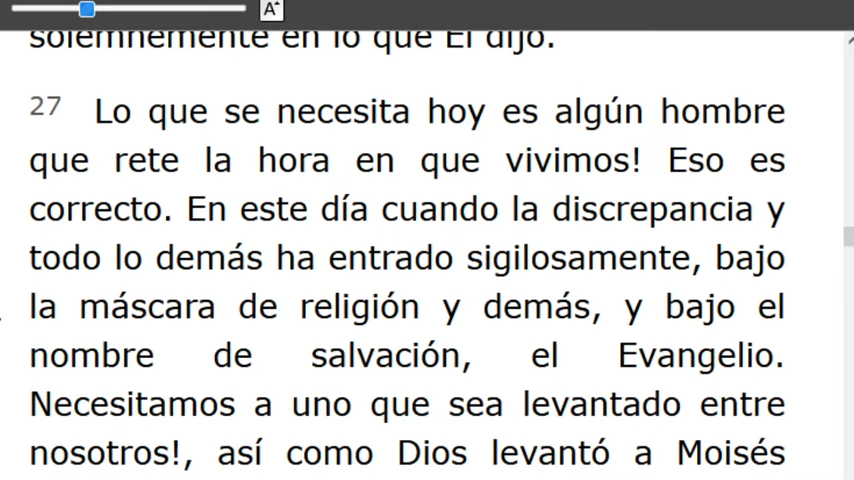 A
solemnemente en lo que Él dijo.
27 Lo que se necesita hoy es algún hombre
que rete la hora en que vivimos! Eso es
correcto. En este día cuando la discrepancia y
todo lo demás ha entrado sigilosamente, bajo
la máscara de religión y demás, y bajo el
nombre de salvación, el Evangelio.
Necesitamos a uno que sea levantado entre
nosotros!, así como Dios levantó a Moisés